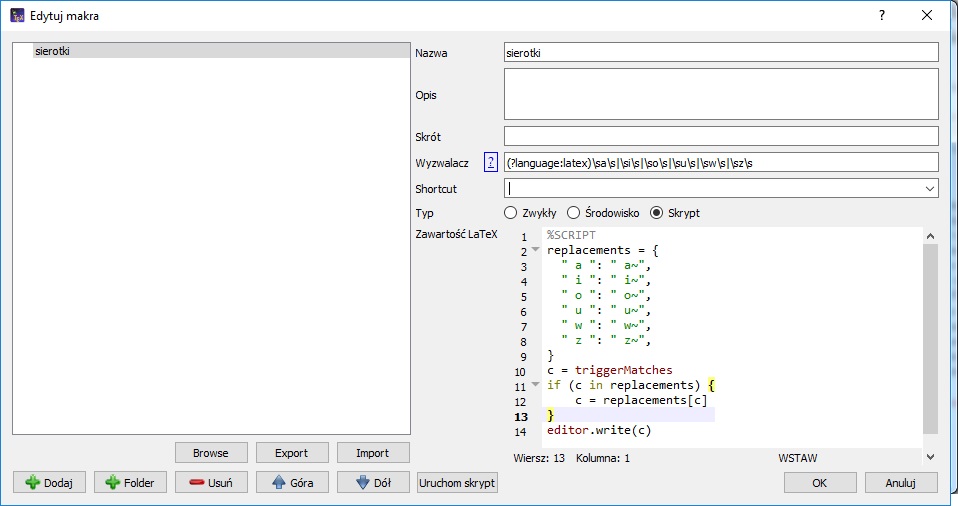 Edytuj makra
sierotki
Nazwa sierotki
Opis
Skrót
Wyzwalacz ? (?language:latex)\sa\s|\si\s|\so\s|\su\s|\sw\s|\sz\s
Shortcut
Typ Zwykły Środowisko Skrypt
Zawartość LaTeX
1 %SCRIPT
2 replacements = {
3 " a ": " a~",
4 " i ": " i~",
5 " o ": " o~",
6 " u ": " u~",
7 " w ": " w~",
8 " z ": " z~",
9 }
10 c = triggerMatches
11 if (c in replacements) {
12 c = replacements[c]
13 }
14 editor.write(c)
Wiersz: 13 Kolumna: 1 WSTAW
Browse Export Import
Dodaj Folder Usuń Góra Dół Uruchom skrypt OK Anuluj